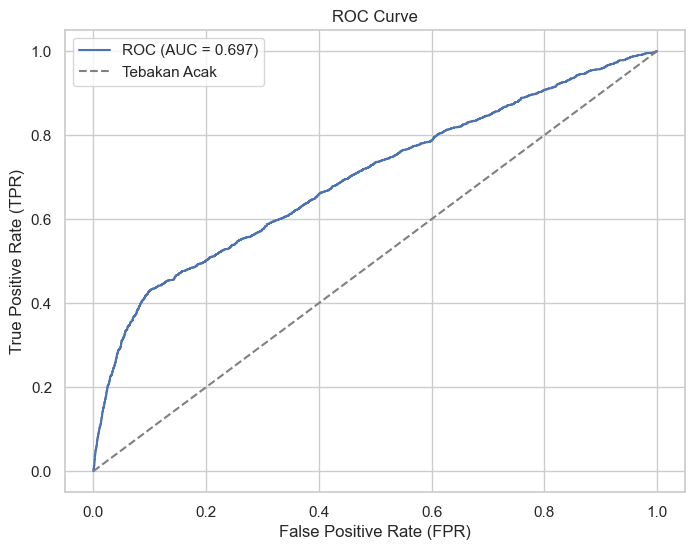 ROC Curve
ROC (AUC = 0.697)
Tebakan Acak
True Positive Rate (TPR)
1.0
0.8
0.6
0.4
0.2
0.0
0.0 0.2 0.4 0.6 0.8 1.0
False Positive Rate (FPR)